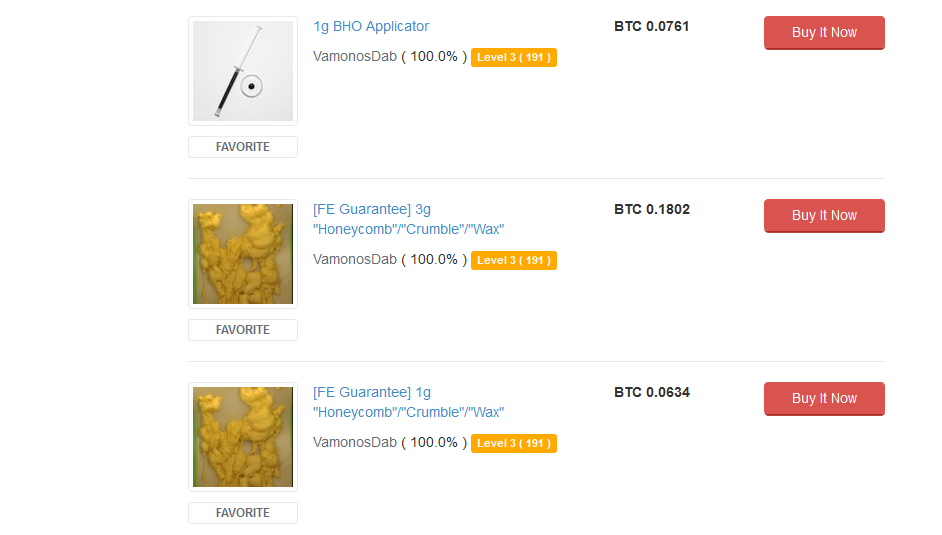 1g BHO Applicator
BTC 0.0761
Buy It Now
VamonosDab ( 100.0% ) Level 3 ( 191 )
FAVORITE
[FE Guarantee] 3g
"Honeycomb"/"Crumble"/"Wax"
BTC 0.1802
Buy It Now
VamonosDab ( 100.0% ) Level 3 ( 191 )
FAVORITE
[FE Guarantee] 1g
"Honeycomb"/"Crumble"/"Wax"
BTC 0.0634
Buy It Now
VamonosDab ( 100.0% ) Level 3 ( 191 )
FAVORITE